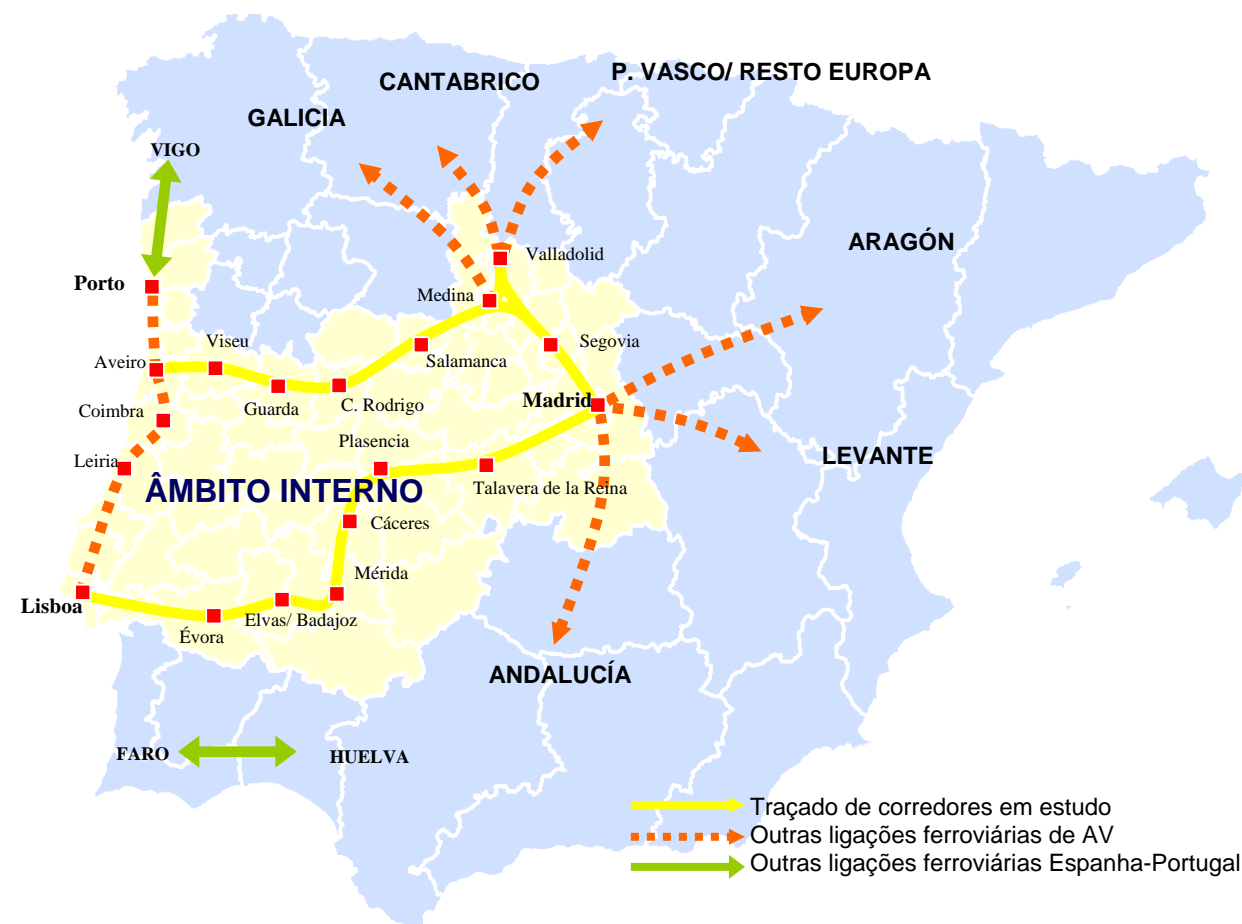 P. VASCO/ RESTO EUROPA
CANTABRICO
GALICIA
VIGO
ARAGÓN
Valladolid
Porto
Medina
Viseu
Segovia
Aveiro
Salamanca
Guarda
C. Rodrigo
Madrid
Coimbra
Plasencia
Leiria
LEVANTE
ÂMBITO INTERNO
Talavera de la Reina
Cáceres
Mérida
Lisboa
Elvas/ Badajoz
Évora
ANDALUCÍA
FARO
HUELVA
Traçado de corredores em estudo
Outras ligações ferroviárias de AV
Outras ligações ferroviárias Espanha-Portugal